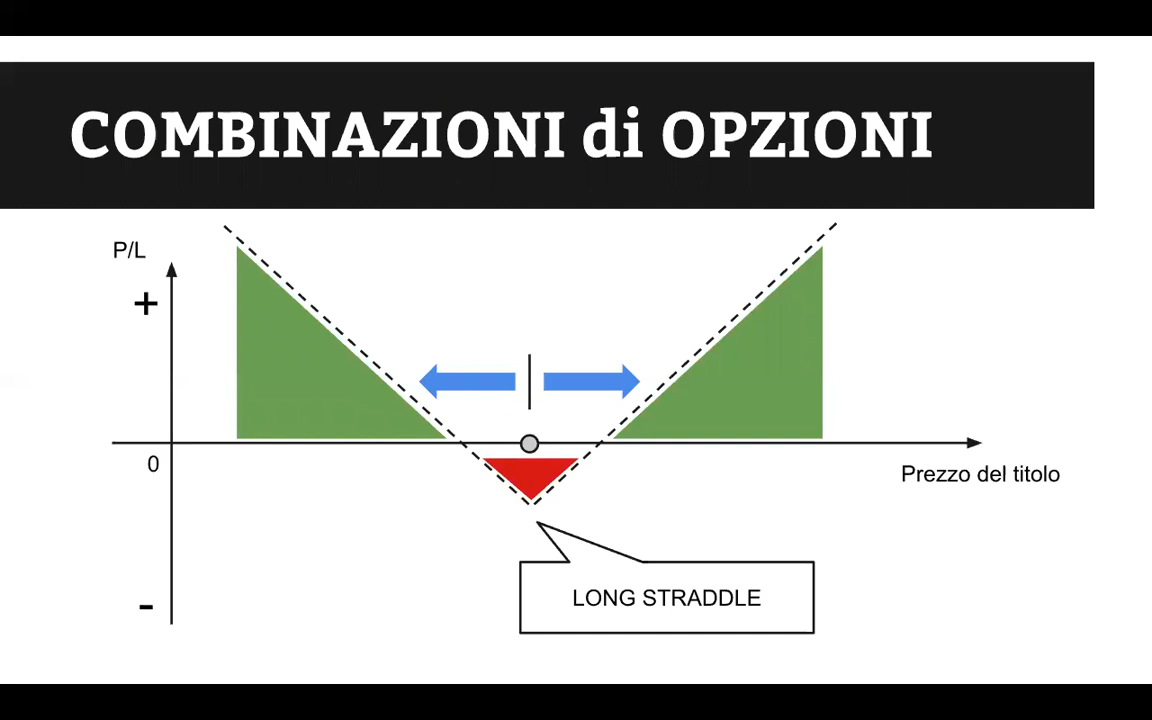 COMBINAZIONI di OPZIONI
P/L
+
0
Prezzo del titolo
-
LONG STRADDLE